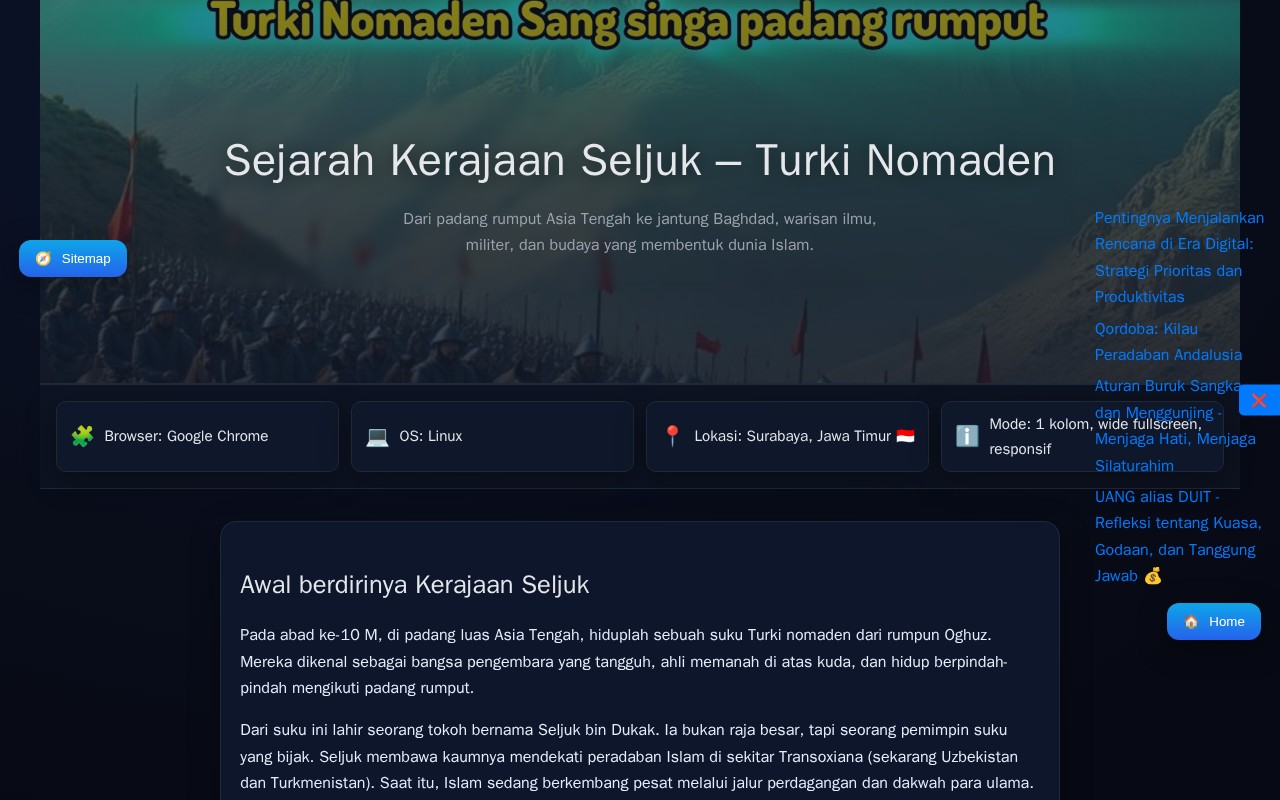 Turki Nomaden Sang singa padang rumput
Sejarah Kerajaan Seljuk – Turki Nomaden
Dari padang rumput Asia Tengah ke jantung Baghdad, warisan ilmu,
militer, dan budaya yang membentuk dunia Islam.
Sitemap
Browser: Google Chrome
OS: Linux
Lokasi: Surabaya, Jawa Timur 🇮🇩
Mode: 1 kolom, wide fullscreen,
responsif
Pentingnya Menjalankan
Rencana di Era Digital:
Strategi Prioritas dan
Produktivitas
Qordoba: Kilau
Peradaban Andalusia
Aturan Buruk Sangka
dan Menggunjing -
Menjaga Hati, Menjaga
Silaturahim
UANG alias DUIT -
Refleksi tentang Kuasa,
Godaan, dan Tanggung
Jawab 💰
Home
Awal berdirinya Kerajaan Seljuk
Pada abad ke-10 M, di padang luas Asia Tengah, hiduplah sebuah suku Turki nomaden dari rumpun Oghuz.
Mereka dikenal sebagai bangsa pengembara yang tangguh, ahli memanah di atas kuda, dan hidup berpindah-
pindah mengikuti padang rumput.
Dari suku ini lahir seorang tokoh bernama Seljuk bin Dukak. Ia bukan raja besar, tapi seorang pemimpin suku
yang bijak. Seljuk membawa kaumnya mendekati peradaban Islam di sekitar Transoxiana (sekarang Uzbekistan
dan Turkmenistan). Saat itu, Islam sedang berkembang pesat melalui jalur perdagangan dan dakwah para ulama.